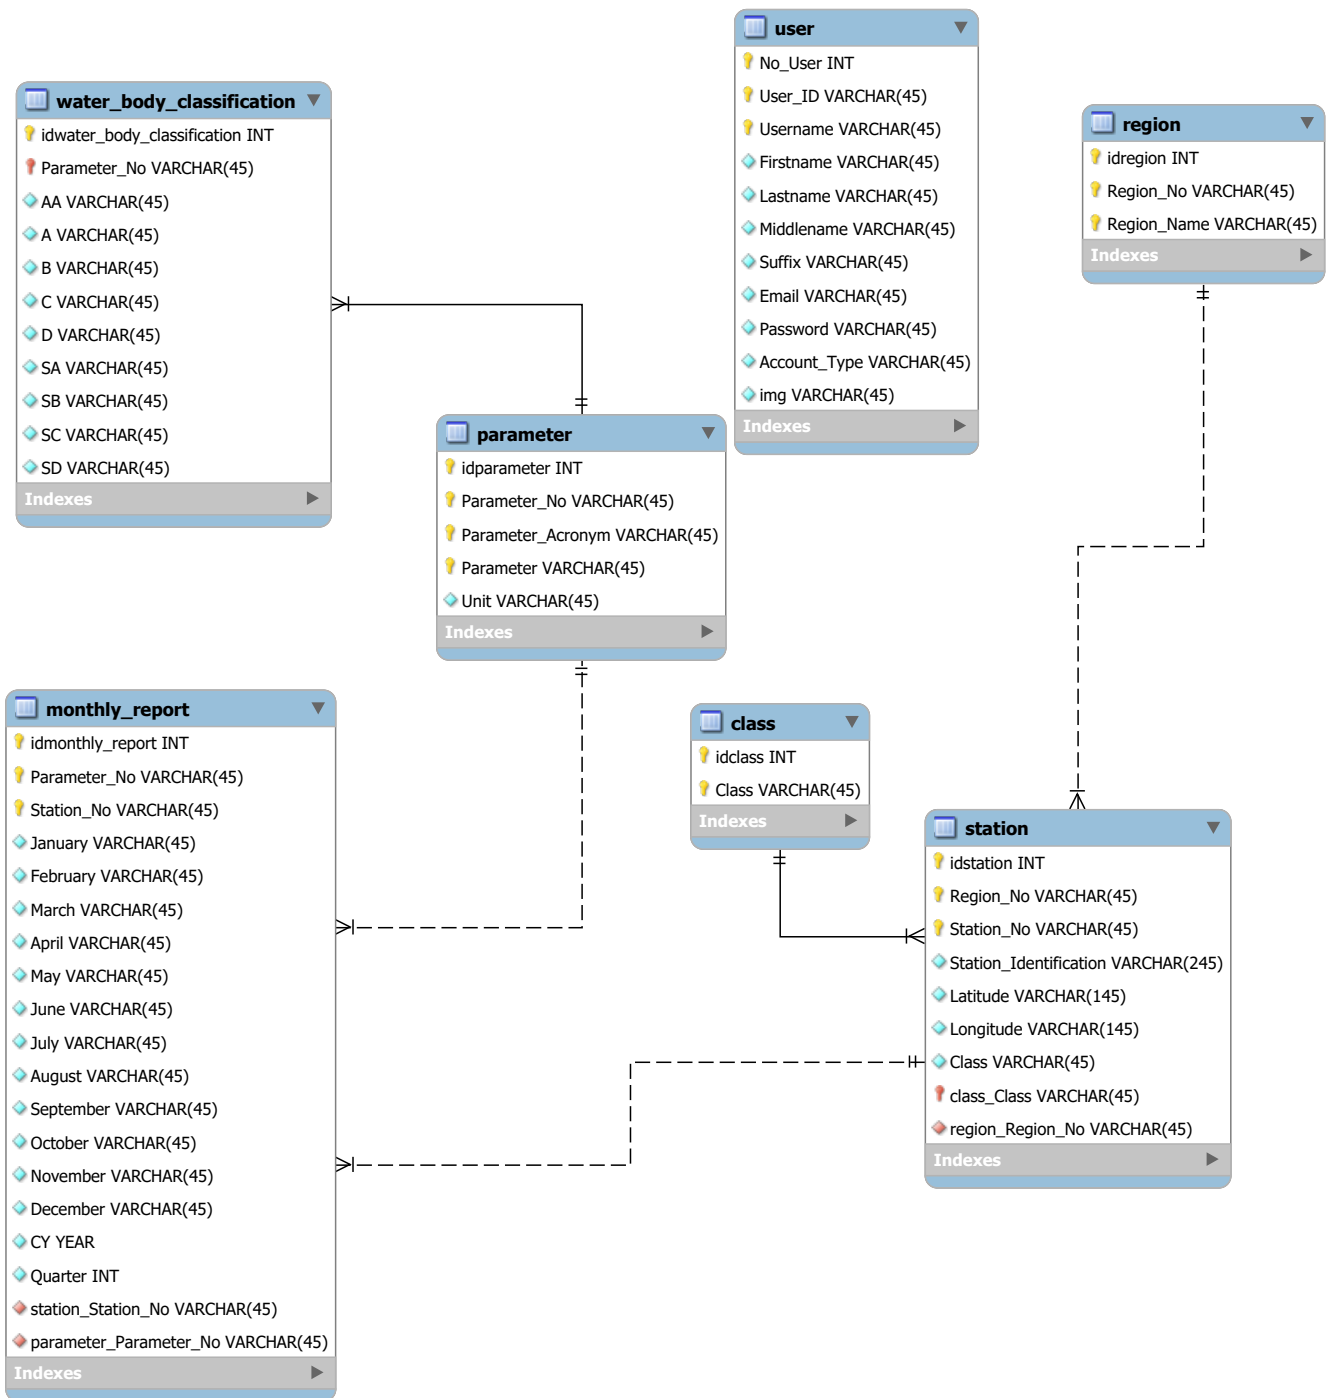 user
No_User INT
User_ID VARCHAR(45)
Username VARCHAR(45)
Firstname VARCHAR(45)
Lastname VARCHAR(45)
Middlename VARCHAR(45)
Suffix VARCHAR(45)
Email VARCHAR(45)
Password VARCHAR(45)
Account_Type VARCHAR(45)
img VARCHAR(45)
Indexes
water_body_classification
idwater_body_classification INT
Parameter_No VARCHAR(45)
AA VARCHAR(45)
A VARCHAR(45)
B VARCHAR(45)
C VARCHAR(45)
D VARCHAR(45)
SA VARCHAR(45)
SB VARCHAR(45)
SC VARCHAR(45)
SD VARCHAR(45)
Indexes
region
idregion INT
Region_No VARCHAR(45)
Region_Name VARCHAR(45)
Indexes
parameter
idparameter INT
Parameter_No VARCHAR(45)
Parameter_Acronym VARCHAR(45)
Parameter VARCHAR(45)
Unit VARCHAR(45)
Indexes
monthly_report
idmonthly_report INT
Parameter_No VARCHAR(45)
Station_No VARCHAR(45)
January VARCHAR(45)
February VARCHAR(45)
March VARCHAR(45)
April VARCHAR(45)
May VARCHAR(45)
June VARCHAR(45)
July VARCHAR(45)
August VARCHAR(45)
September VARCHAR(45)
October VARCHAR(45)
November VARCHAR(45)
December VARCHAR(45)
CY YEAR
Quarter INT
station_Station_No VARCHAR(45)
parameter_Parameter_No VARCHAR(45)
Indexes
class
idclass INT
Class VARCHAR(45)
Indexes
station
idstation INT
Region_No VARCHAR(45)
Station_No VARCHAR(45)
Station_Identification VARCHAR(245)
Latitude VARCHAR(145)
Longitude VARCHAR(145)
Class VARCHAR(45)
class_Class VARCHAR(45)
region_Region_No VARCHAR(45)
Indexes